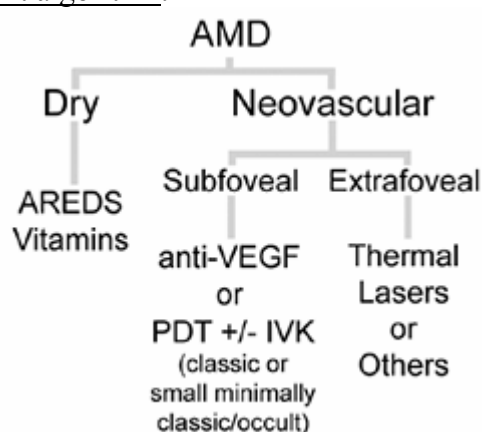 AMD
Dry
Neovascular
AREDS
Vitamins
Subfoveal
Extrafoveal
anti-VEGF
or
PDT +/- IVK
(classic or
small minimally
classic/occult)
Thermal
Lasers
or
Others